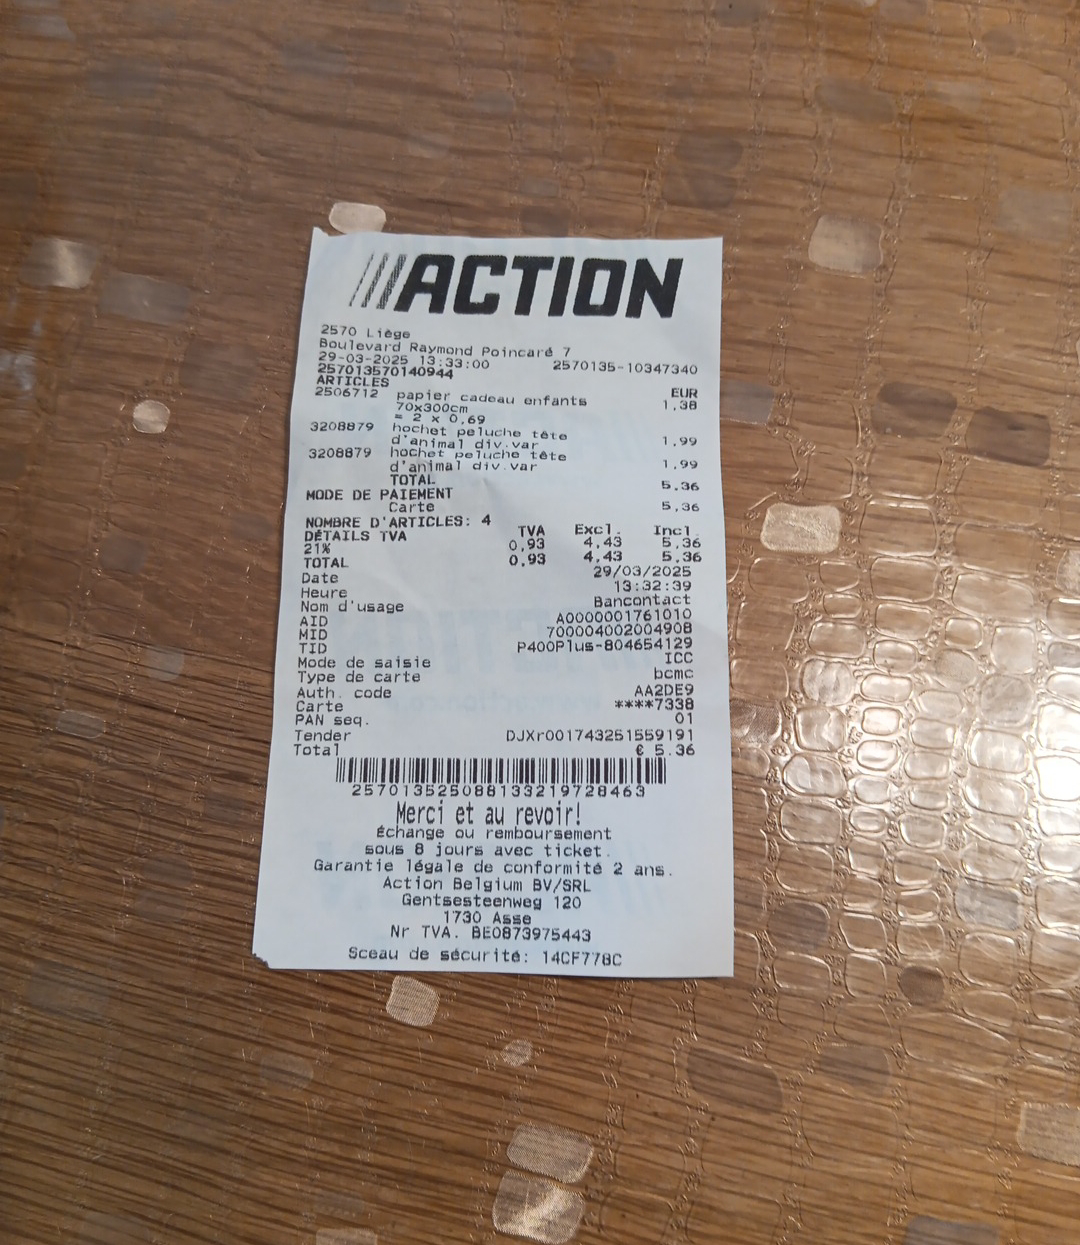 ACTION
2570 Liège
Boulevard Raymond Poincaré 7
29-03-2025 13:33:00 2570135-10347340
257013570140944
ARTICLES EUR
2506712 papier cadeau enfants 1,38
70x300cm
= 2 x 0,69
3208879 hochet peluche tête
d'animal div.var 1,99
3208879 hochet peluche tête
d'animal div.var 1,99
TOTAL 5,36
MODE DE PAIEMENT
Carte 5,36
NOMBRE D'ARTICLES: 4
DÉTAILS TVA TVA Excl. Incl.
21% 0,93 4,43 5,36
TOTAL 0,93 4,43 5,36
Date 29/03/2025
Heure 13:32:39
Nom d'usage Bancontact
AID A0000001761010
MID 70000400200490B
TID P400Plus-804654129
Mode de saisie ICC
Type de carte bcmc
Auth. code AA2DE9
Carte ****7338
PAN seq. 01
Tender DJXr001743251559191
Total € 5.36
257013525088133219728463
Merci et au revoir!
Échange ou remboursement
sous 8 jours avec ticket.
Garantie légale de conformité 2 ans.
Action Belgium BV/SRL
Gentsesteenweg 120
1730 Asse
Nr TVA. BE0873975443
Sceau de sécurité: 14CF778C